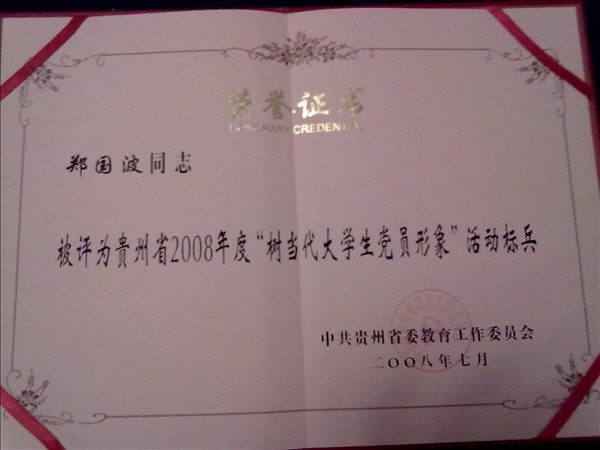 荣誉证书
HONORARY CREDENTIAL
郑国波同志
被评为贵州省2008年度“树当代大学生党员形象”活动标兵
中共贵州省委教育工作委员会
二〇〇八年七月